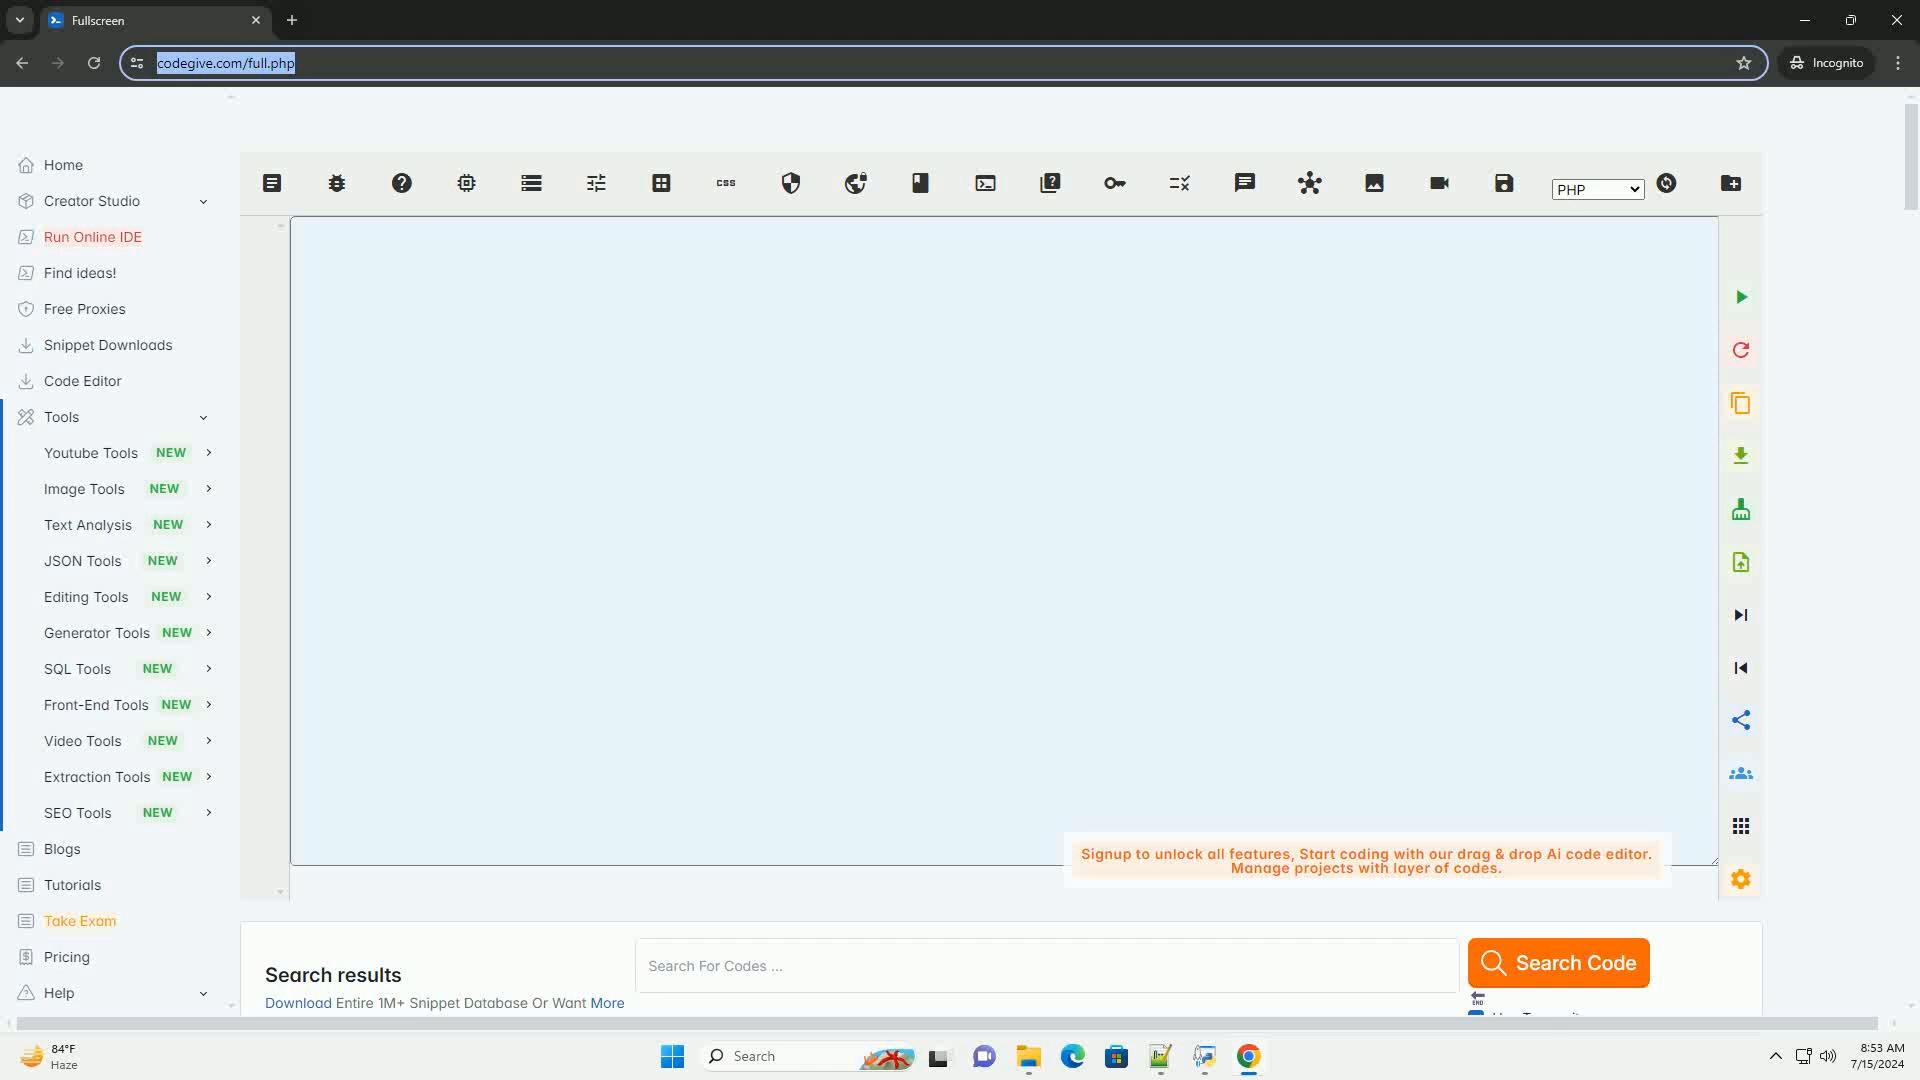 Fullscreen
codegive.com/full.php
Incognito
Home
Creator Studio
Run Online IDE
Find ideas!
Free Proxies
Snippet Downloads
Code Editor
Tools
Youtube Tools NEW
Image Tools NEW
Text Analysis NEW
JSON Tools NEW
Editing Tools NEW
Generator Tools NEW
SQL Tools NEW
Front-End Tools NEW
Video Tools NEW
Extraction Tools NEW
SEO Tools NEW
Blogs
Tutorials
Take Exam
Pricing
Help
CSS
PHP
Signup to unlock all features, Start coding with our drag & drop Ai code editor.
Manage projects with layer of codes.
Search results
Download Entire 1M+ Snippet Database Or Want More
Search For Codes ...
Search Code
END
84°F
Haze
Search
8:53 AM
7/15/2024